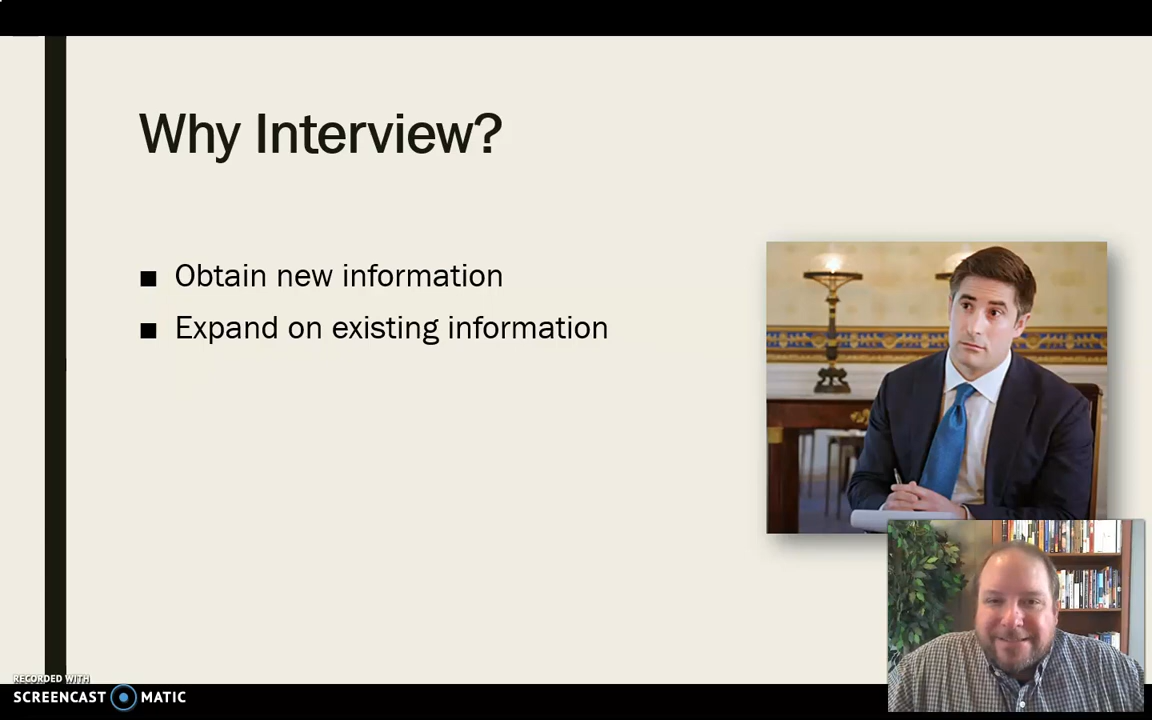 Why Interview?
■ Obtain new information
■ Expand on existing information
RECORDED WITH
SCREENCAST MATIC